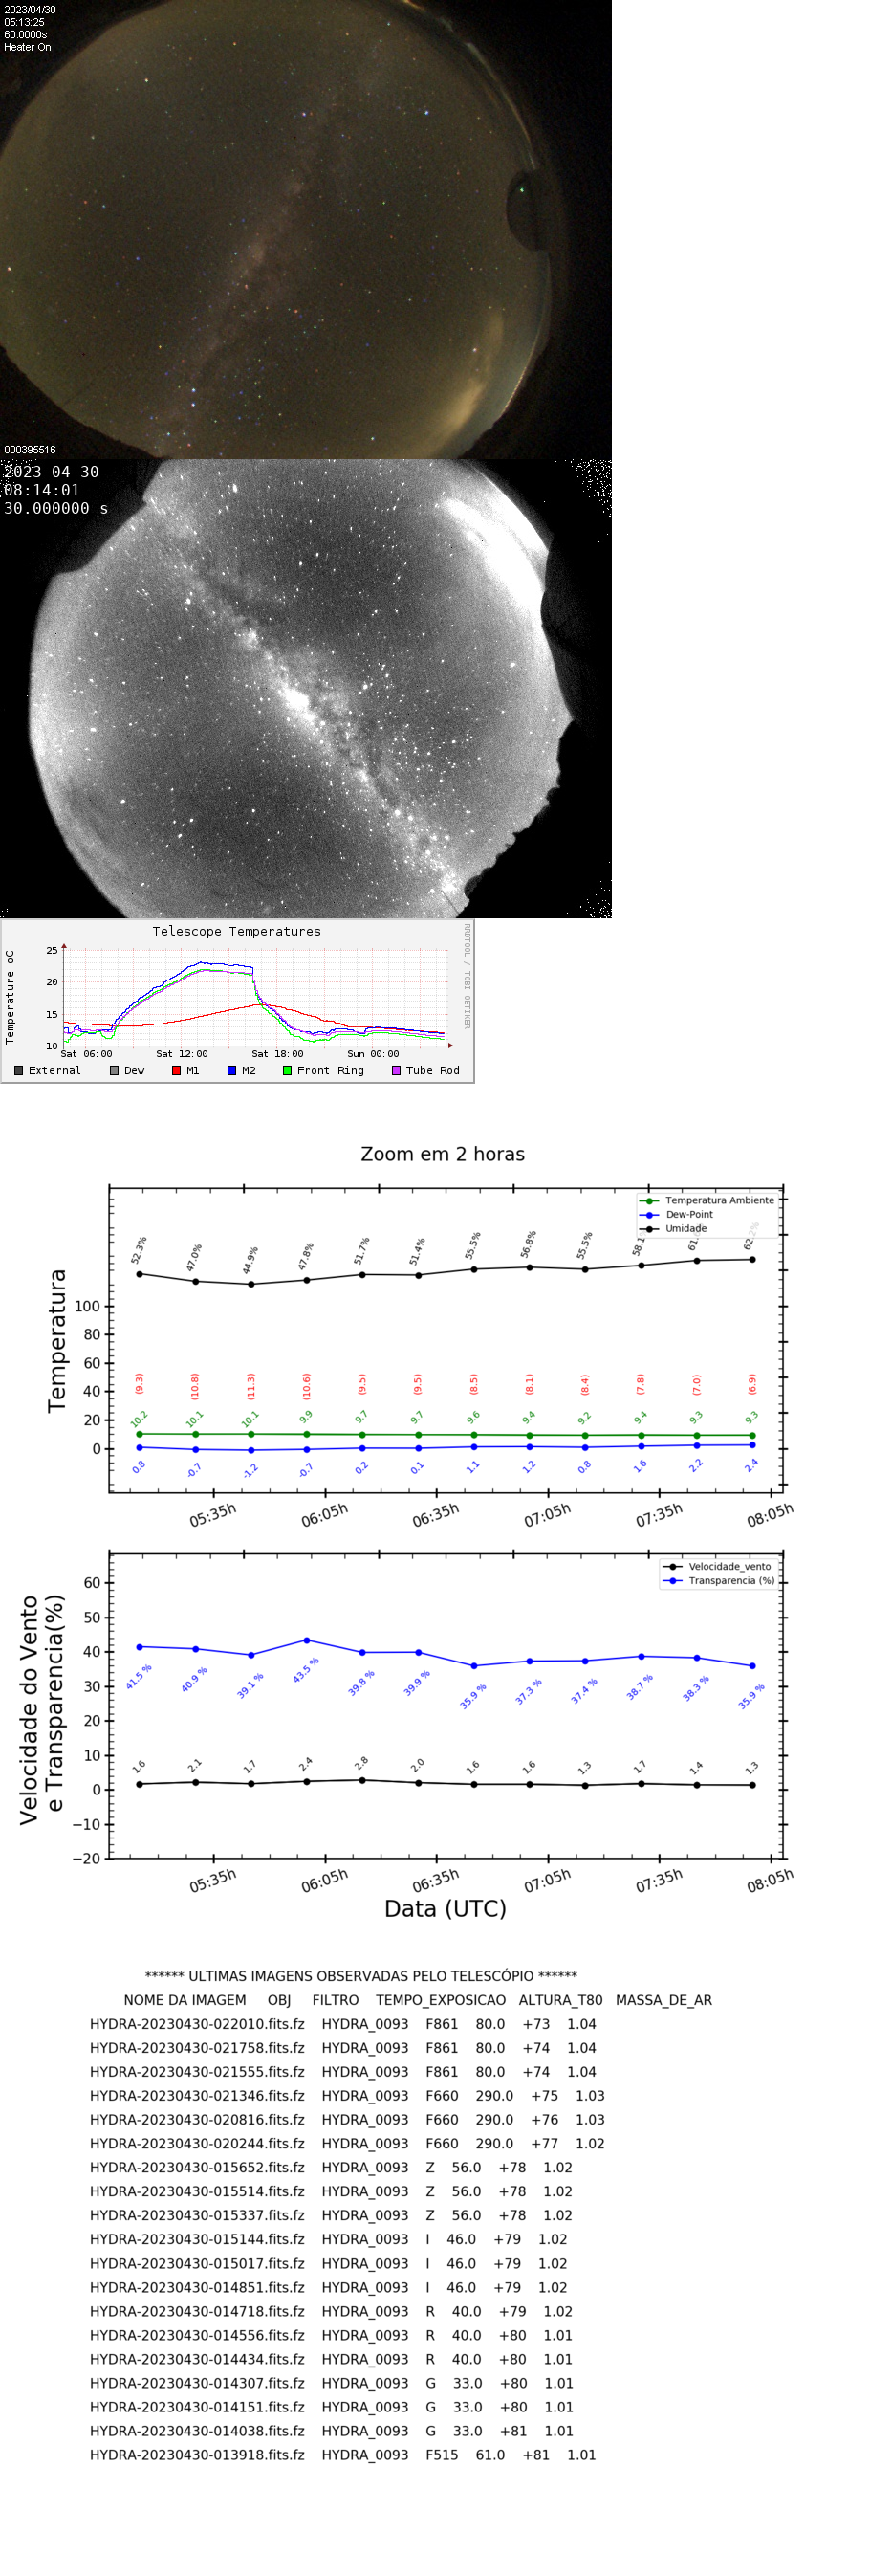 2023/04/30
05:13:25
60.0000s
Heater On
000395516
2023-04-30
08:14:01
30.000000 s
Telescope Temperatures
RRDTOOL / TOBI OETIKER
Temperature oC
25
20
15
10
Sat 06:00 Sat 12:00 Sat 18:00 Sun 00:00
External Dew M1 M2 Front Ring Tube Rod
Zoom em 2 horas
Temperatura Ambiente
Dew-Point
Umidade
52.3% 47.0% 44.9% 47.8% 51.7% 51.4% 55.5% 56.8% 55.5%
Temperatura
100
80
60
40
20
0
(9.3) (10.8) (11.3) (10.6) (9.5) (9.5) (8.5) (8.1) (8.4) (7.8) (7.0) (6.9)
10.2 10.1 10.1 9.9 9.7 9.7 9.6 9.4 9.2 9.4 9.3 9.3
0.8 -0.7 -1.2 -0.7 0.2 0.1 1.1 1.2 0.8 1.6 2.2 2.4
05:35h 06:05h 06:35h 07:05h 07:35h 08:05h
Velocidade_vento
Transparencia (%)
Velocidade do Vento
e Transparencia(%)
60
50
40
30
20
10
0
−10
−20
41.5 % 40.9 % 39.1 % 43.5 % 39.8 % 39.9 % 35.9 % 37.3 % 37.4 % 38.7 % 38.3 % 35.9 %
1.6 2.1 1.7 2.4 2.8 2.0 1.6 1.6 1.3 1.7 1.4 1.3
05:35h 06:05h 06:35h 07:05h 07:35h 08:05h
Data (UTC)
****** ULTIMAS IMAGENS OBSERVADAS PELO TELESCÓPIO ******
NOME DA IMAGEM OBJ FILTRO TEMPO_EXPOSICAO ALTURA_T80 MASSA_DE_AR
HYDRA-20230430-022010.fits.fz HYDRA_0093 F861 80.0 +73 1.04
HYDRA-20230430-021758.fits.fz HYDRA_0093 F861 80.0 +74 1.04
HYDRA-20230430-021555.fits.fz HYDRA_0093 F861 80.0 +74 1.04
HYDRA-20230430-021346.fits.fz HYDRA_0093 F660 290.0 +75 1.03
HYDRA-20230430-020816.fits.fz HYDRA_0093 F660 290.0 +76 1.03
HYDRA-20230430-020244.fits.fz HYDRA_0093 F660 290.0 +77 1.02
HYDRA-20230430-015652.fits.fz HYDRA_0093 Z 56.0 +78 1.02
HYDRA-20230430-015514.fits.fz HYDRA_0093 Z 56.0 +78 1.02
HYDRA-20230430-015337.fits.fz HYDRA_0093 Z 56.0 +78 1.02
HYDRA-20230430-015144.fits.fz HYDRA_0093 I 46.0 +79 1.02
HYDRA-20230430-015017.fits.fz HYDRA_0093 I 46.0 +79 1.02
HYDRA-20230430-014851.fits.fz HYDRA_0093 I 46.0 +79 1.02
HYDRA-20230430-014718.fits.fz HYDRA_0093 R 40.0 +79 1.02
HYDRA-20230430-014556.fits.fz HYDRA_0093 R 40.0 +80 1.01
HYDRA-20230430-014434.fits.fz HYDRA_0093 R 40.0 +80 1.01
HYDRA-20230430-014307.fits.fz HYDRA_0093 G 33.0 +80 1.01
HYDRA-20230430-014151.fits.fz HYDRA_0093 G 33.0 +80 1.01
HYDRA-20230430-014038.fits.fz HYDRA_0093 G 33.0 +81 1.01
HYDRA-20230430-013918.fits.fz HYDRA_0093 F515 61.0 +81 1.01